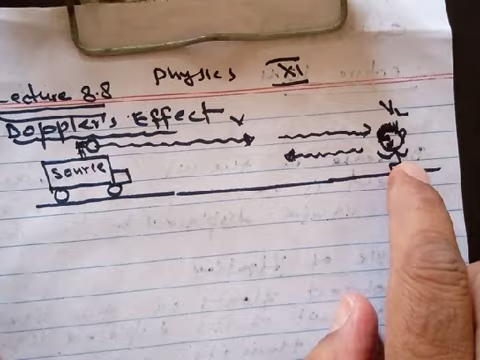 Physics XI
Lecture 8.8
Doppler's Effect
V
VL
Source